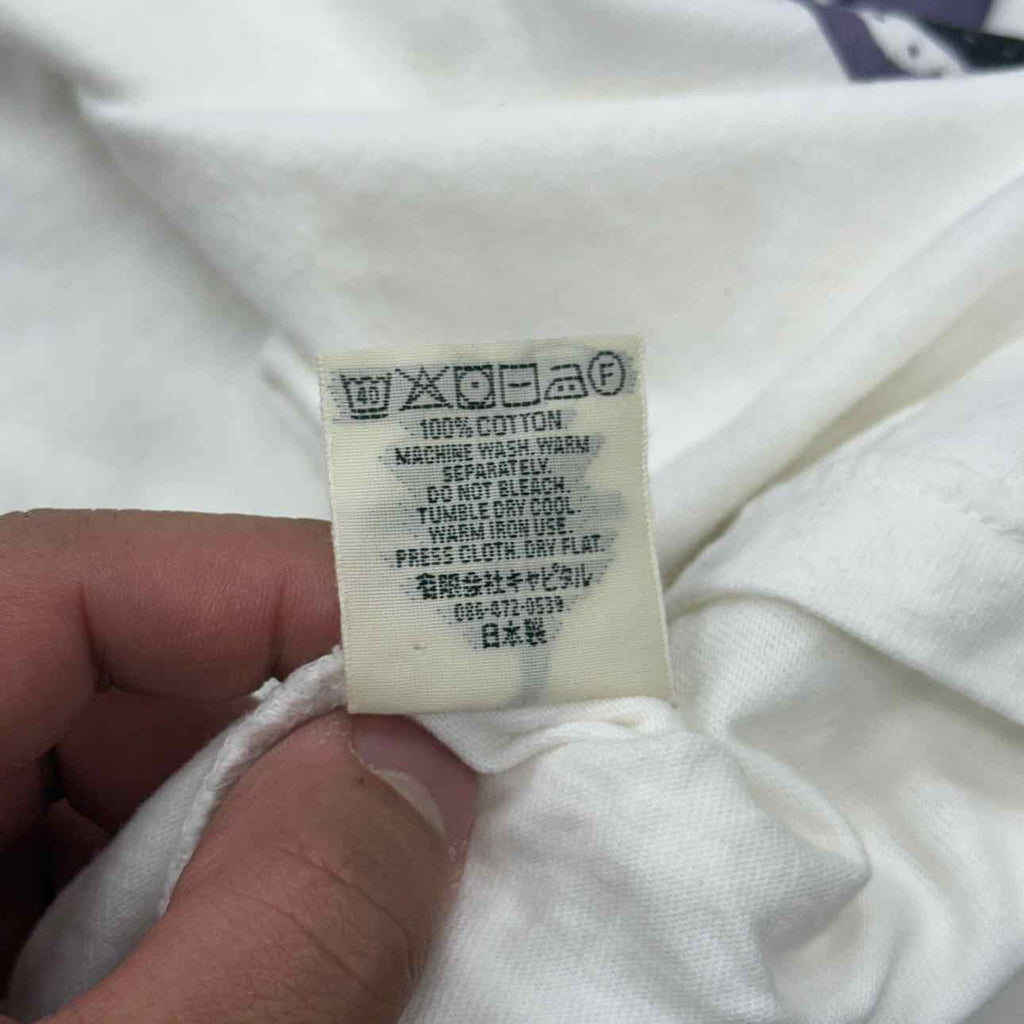 40 F
100% COTTON
MACHINE WASH, WARM
SEPARATELY.
DO NOT BLEACH.
TUMBLE DRY COOL.
WARM IRON USE
PRESS CLOTH. DRY FLAT.
有限会社キャピタル
086-472-0539
日本製